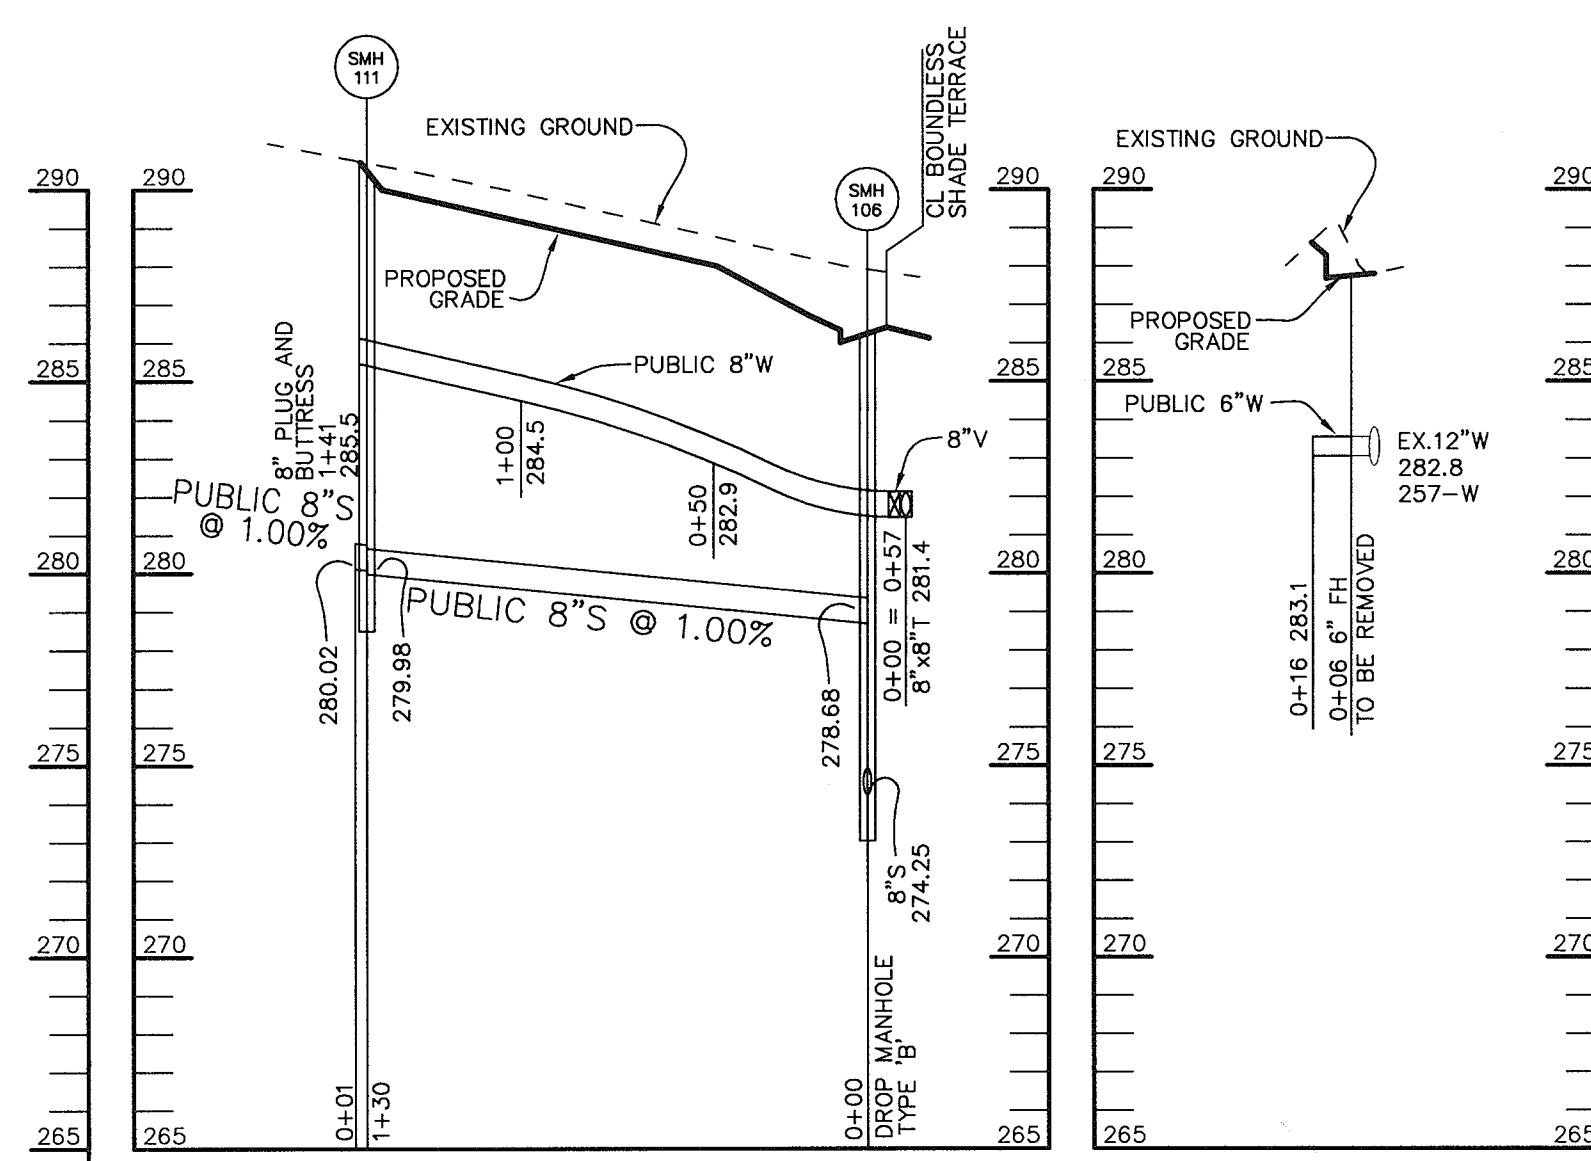 SMH
111
EXISTING GROUND
SMH
106
CL BOUNDLESS
SHADE TERRACE
EXISTING GROUND
290
290
290
290
290
PROPOSED
GRADE
PROPOSED
GRADE
8" PLUG AND
BUTTRESS
1+41
285.5
PUBLIC 8"W
285
285
285
285
285
PUBLIC 6"W
1+00
284.5
8"V
EX.12"W
282.8
257-W
PUBLIC 8"S
@ 1.00%
0+50
282.9
0+00 = 0+57
8"x8"T 281.4
280
280
280
280
280
PUBLIC 8"S @ 1.00%
280.02
279.98
278.68
0+16 283.1
0+06 6" FH
TO BE REMOVED
275
275
275
275
275
8"S
274.25
270
270
270
270
270
DROP MANHOLE
TYPE 'B'
0+01
1+30
0+00
265
265
265
265
265